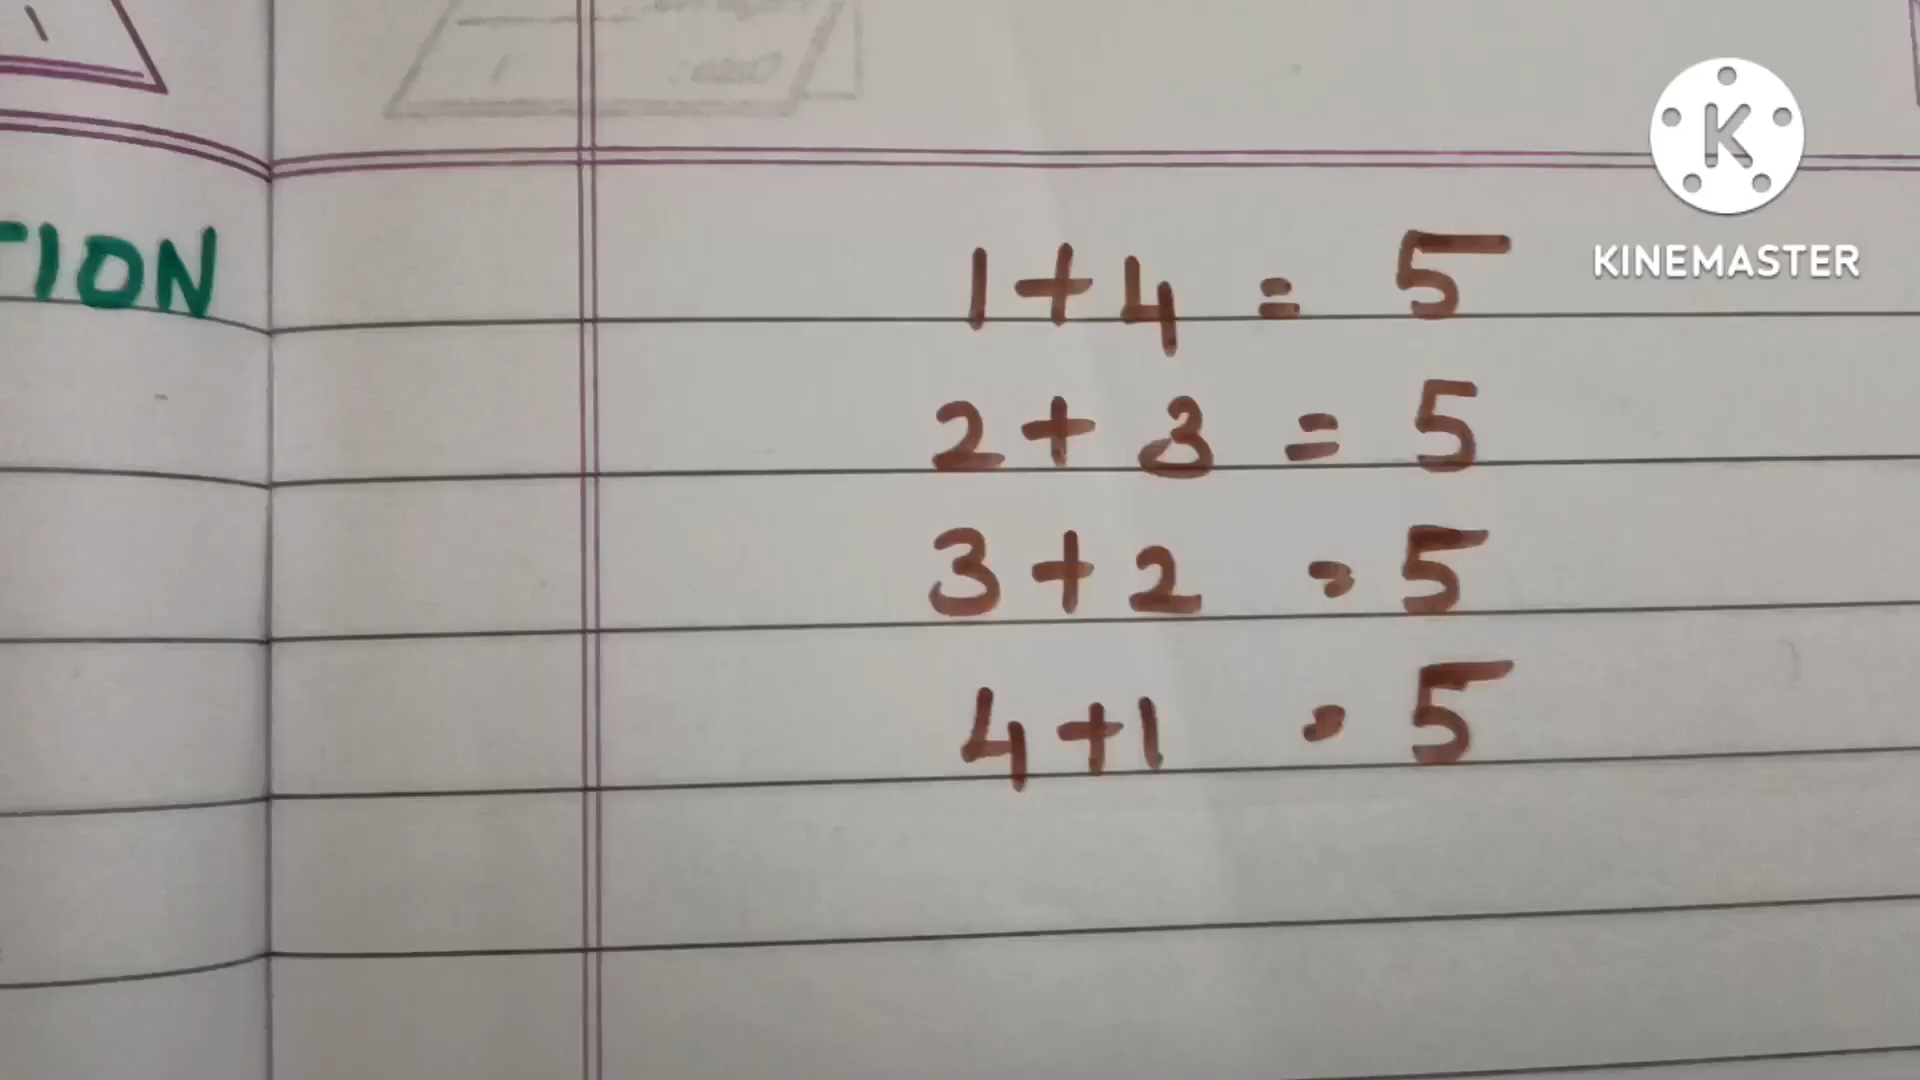 TION
1+4 = 5
2+3 = 5
3+2 = 5
4+1 = 5
K
KINEMASTER